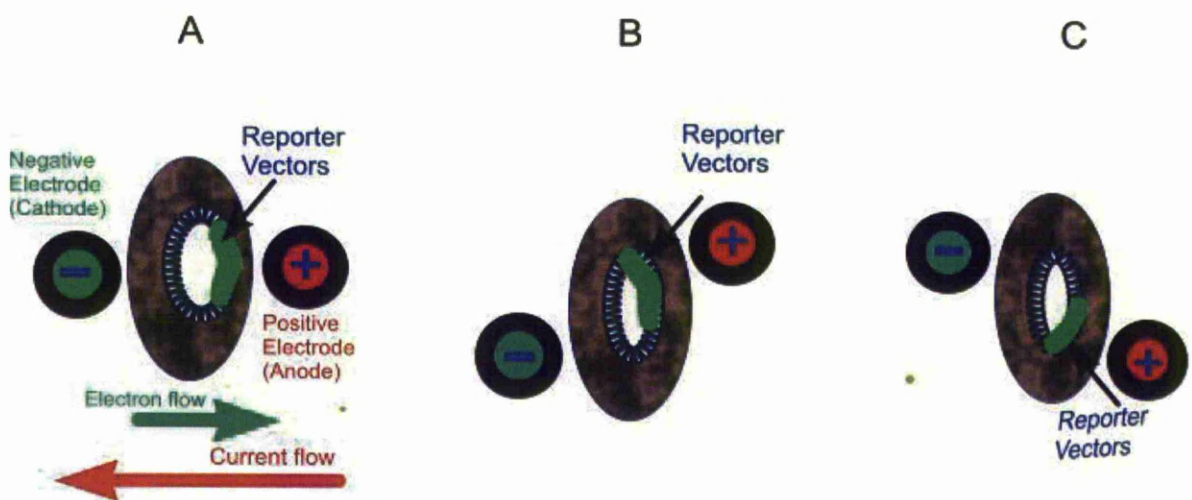 A
B
C
Reporter
Vectors
Negative
Electrode
(Cathode)
−
+
Positive
Electrode
(Anode)
Electron flow
Current flow
Reporter
Vectors
+
−
−
+
Reporter
Vectors